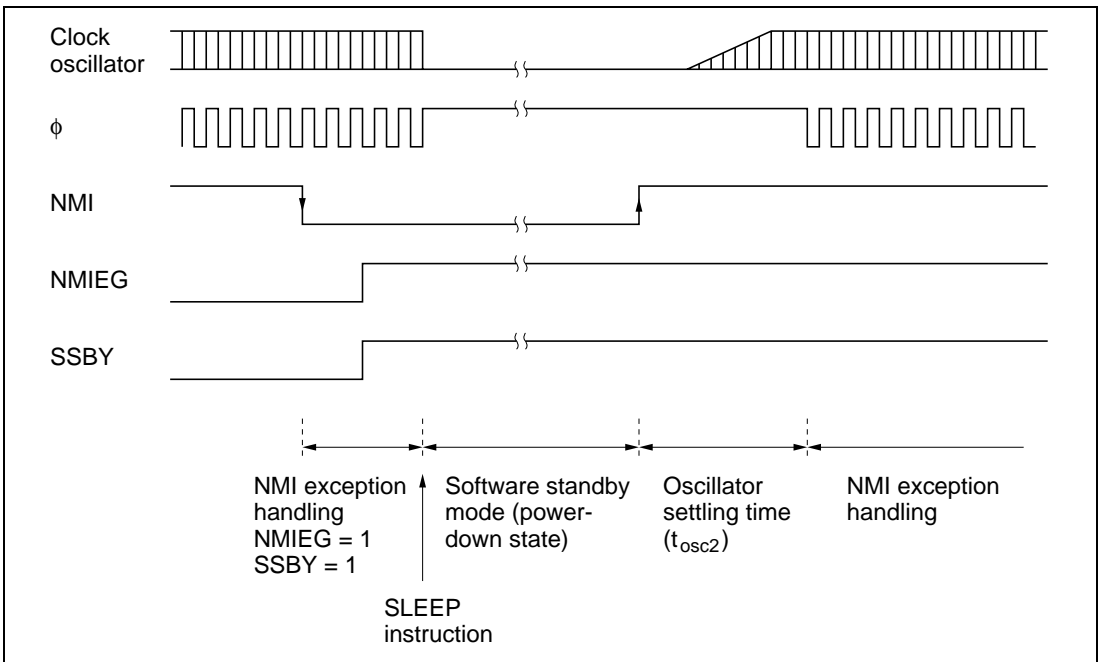 Clock
oscillator
φ
NMI
NMIEG
SSBY
NMI exception
handling
NMIEG = 1
SSBY = 1
Software standby
mode (power-
down state)
Oscillator
settling time
(tosc2)
NMI exception
handling
SLEEP
instruction